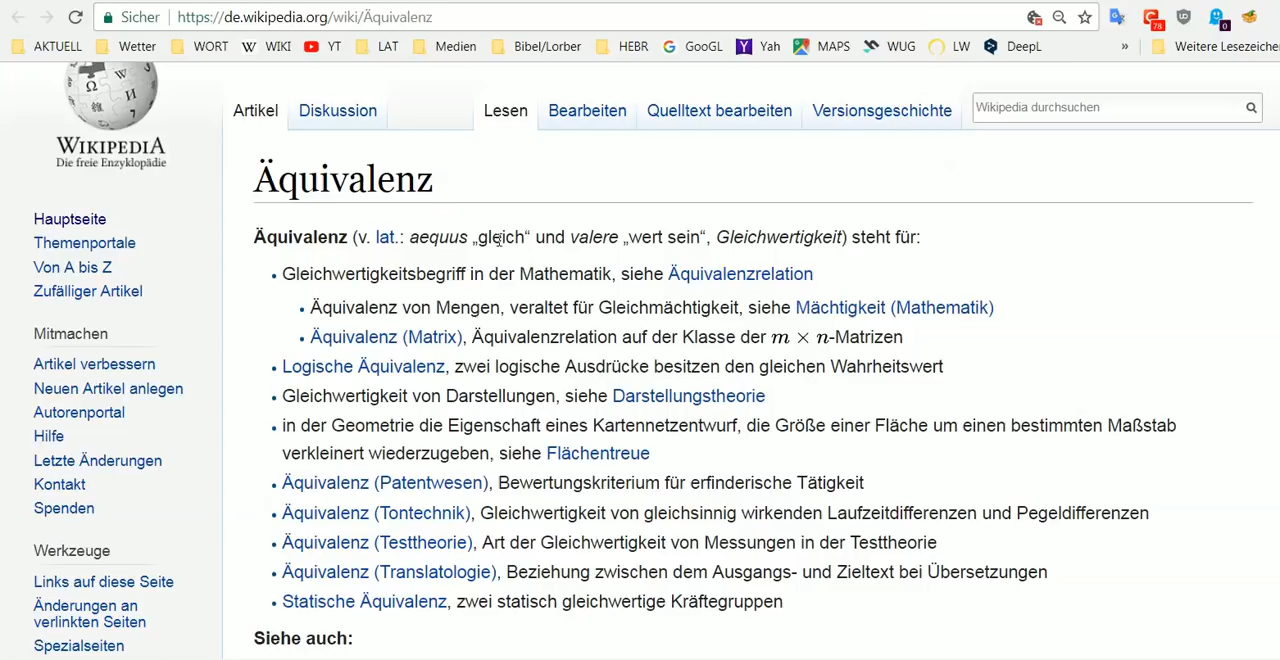 Sicher https://de.wikipedia.org/wiki/Äquivalenz
78 0
AKTUELL Wetter WORT WIKI YT LAT Medien Bibel/Lorber HEBR GooGL Yah MAPS WUG LW DeepL » Weitere Lesezeiche
WIKIPEDIA
Die freie Enzyklopädie
Artikel Diskussion Lesen Bearbeiten Quelltext bearbeiten Versionsgeschichte Wikipedia durchsuchen
Äquivalenz
Äquivalenz (v. lat.: aequus „gleich“ und valere „wert sein“, Gleichwertigkeit) steht für:
• Gleichwertigkeitsbegriff in der Mathematik, siehe Äquivalenzrelation
• Äquivalenz von Mengen, veraltet für Gleichmächtigkeit, siehe Mächtigkeit (Mathematik)
• Äquivalenz (Matrix), Äquivalenzrelation auf der Klasse der m × n-Matrizen
• Logische Äquivalenz, zwei logische Ausdrücke besitzen den gleichen Wahrheitswert
• Gleichwertigkeit von Darstellungen, siehe Darstellungstheorie
• in der Geometrie die Eigenschaft eines Kartennetzentwurf, die Größe einer Fläche um einen bestimmten Maßstab
verkleinert wiederzugeben, siehe Flächentreue
• Äquivalenz (Patentwesen), Bewertungskriterium für erfinderische Tätigkeit
• Äquivalenz (Tontechnik), Gleichwertigkeit von gleichsinnig wirkenden Laufzeitdifferenzen und Pegeldifferenzen
• Äquivalenz (Testtheorie), Art der Gleichwertigkeit von Messungen in der Testtheorie
• Äquivalenz (Translatologie), Beziehung zwischen dem Ausgangs- und Zieltext bei Übersetzungen
• Statische Äquivalenz, zwei statisch gleichwertige Kräftegruppen
Siehe auch:
Hauptseite
Themenportale
Von A bis Z
Zufälliger Artikel
Mitmachen
Artikel verbessern
Neuen Artikel anlegen
Autorenportal
Hilfe
Letzte Änderungen
Kontakt
Spenden
Werkzeuge
Links auf diese Seite
Änderungen an
verlinkten Seiten
Spezialseiten